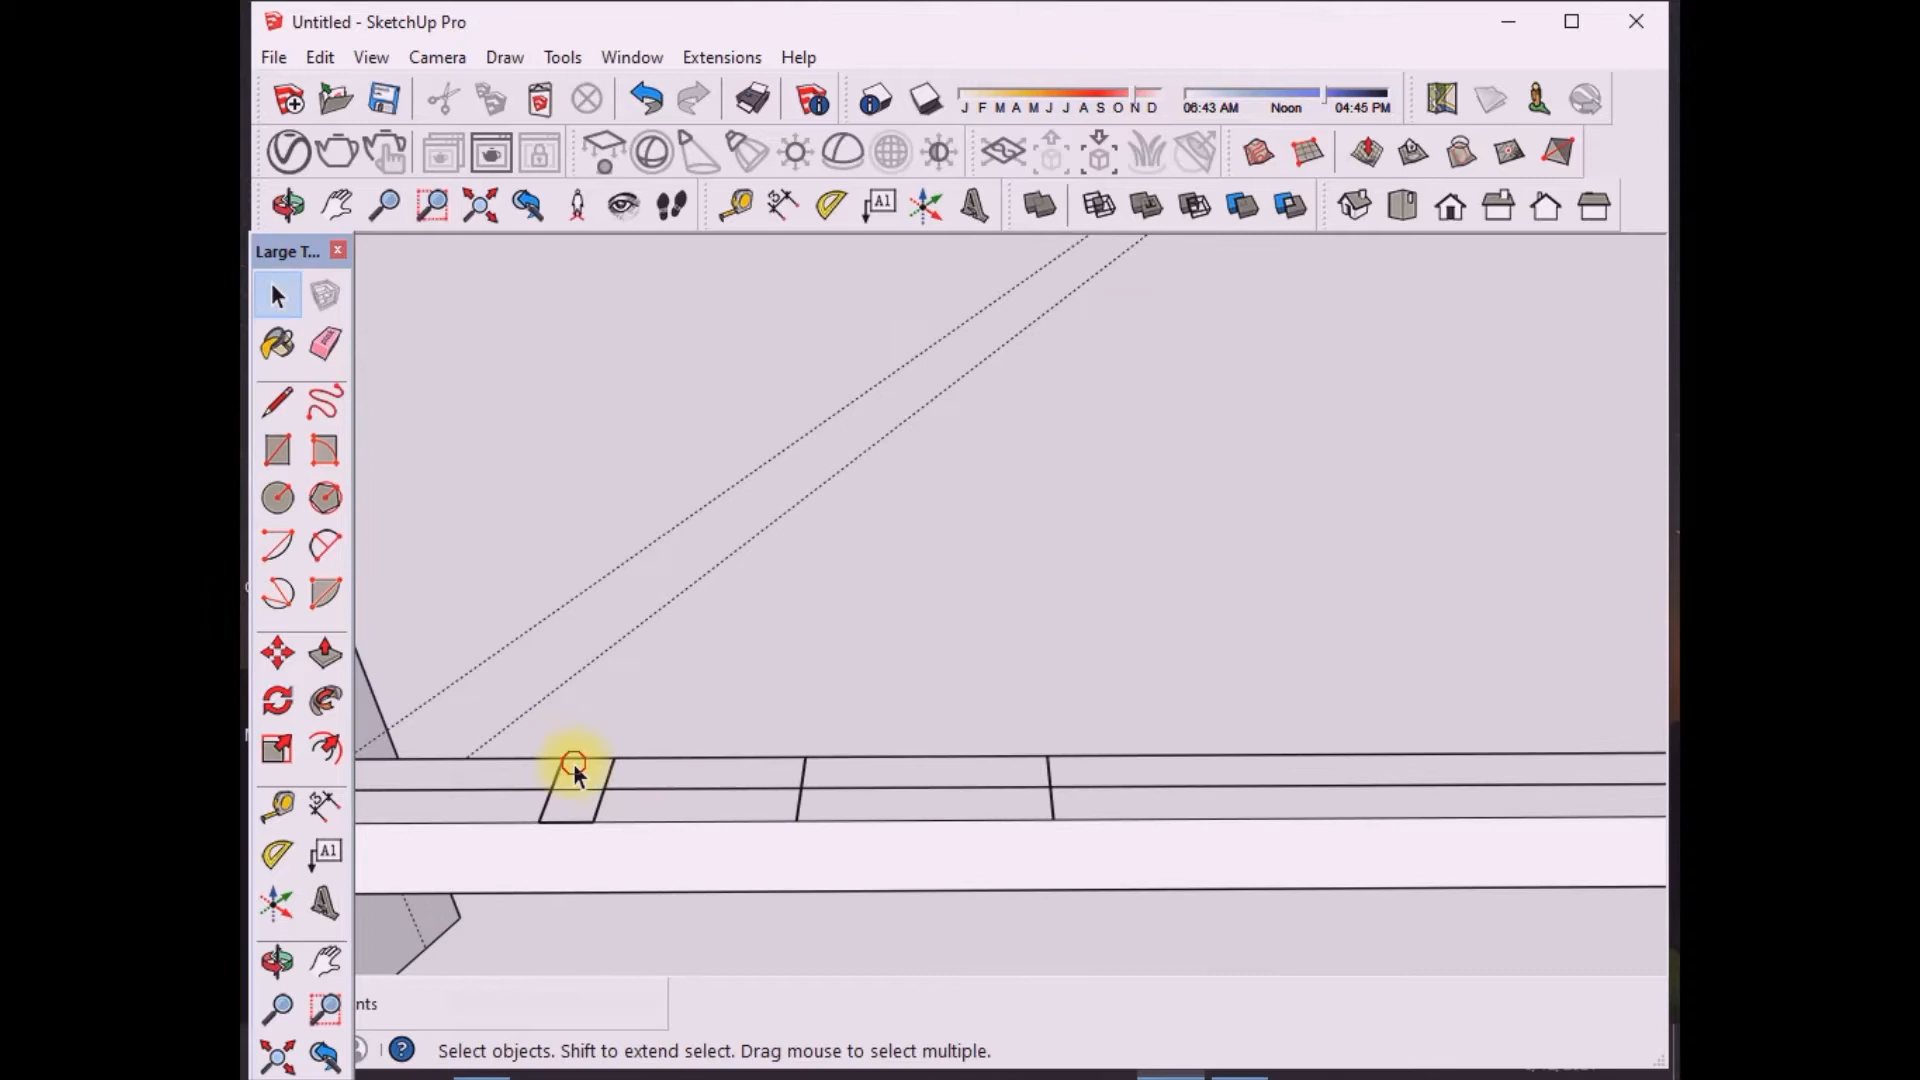 Untitled - SketchUp Pro
File Edit View Camera Draw Tools Window Extensions Help
J F M A M J J A S O N D 06:43 AM Noon 04:45 PM
A1
Large T...
A1
nts
Select objects. Shift to extend select. Drag mouse to select multiple.